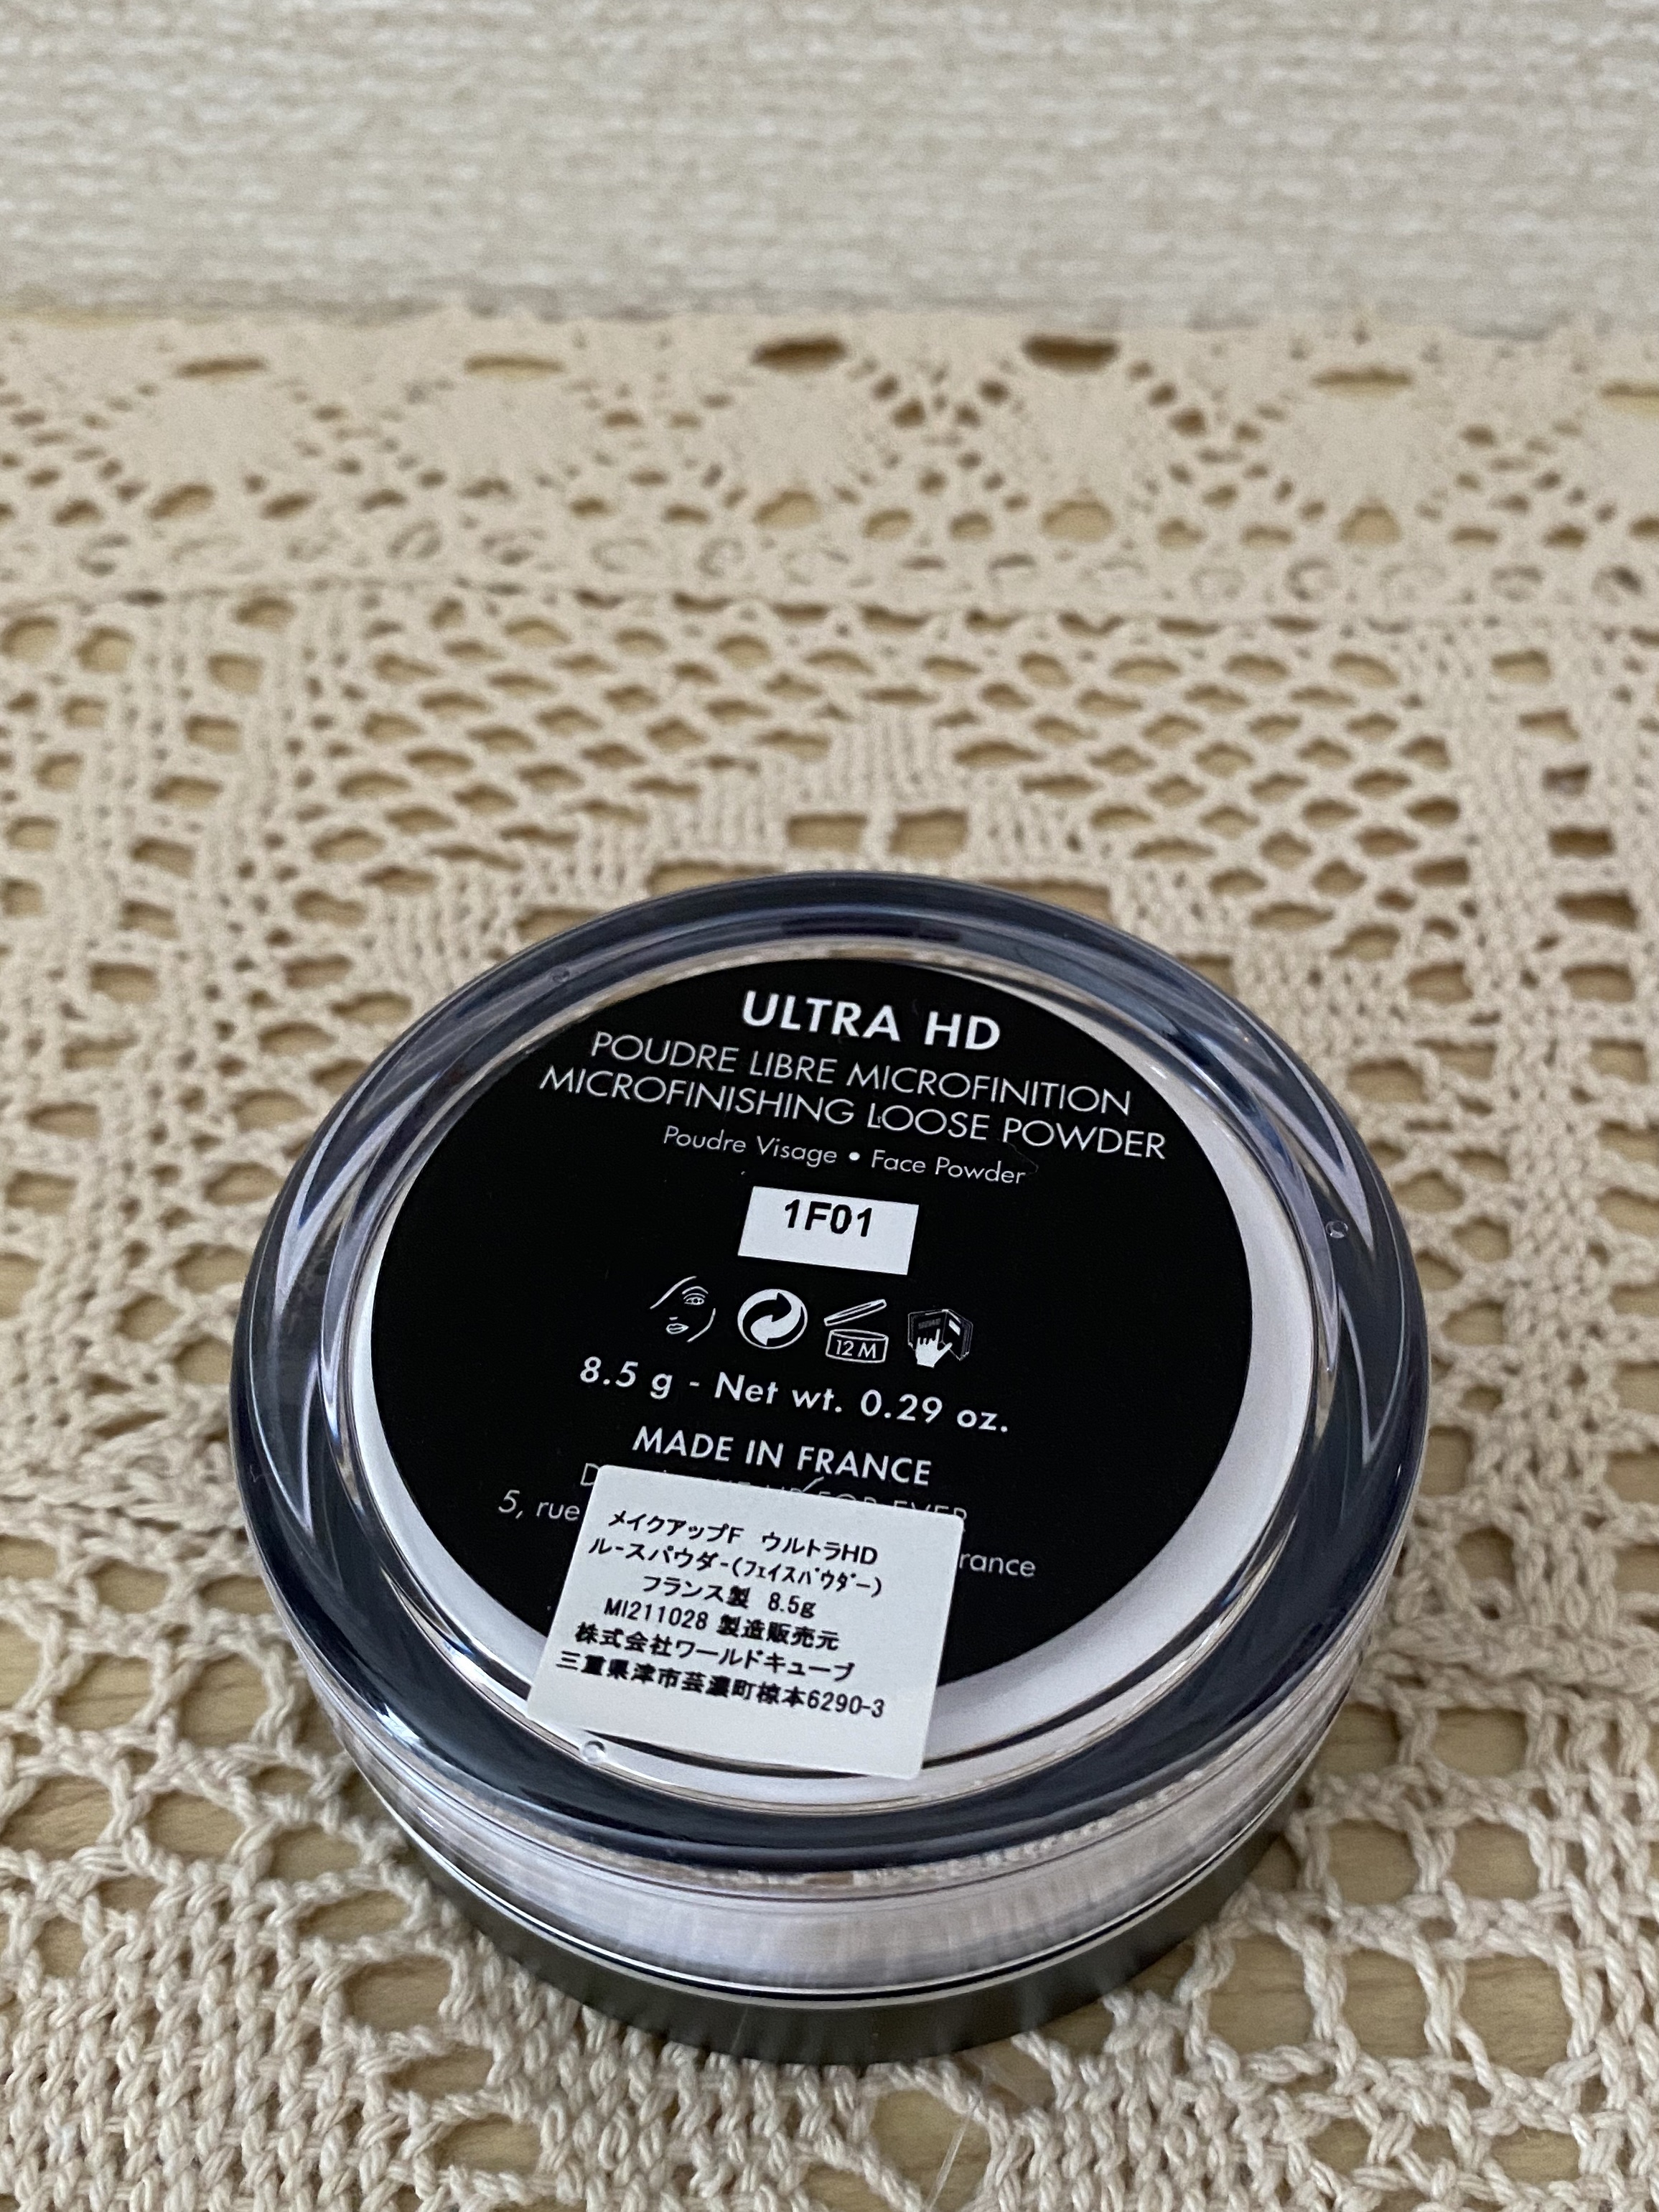 ULTRA HD
POUDRE LIBRE MICROFINITION
MICROFINISHING LOOSE POWDER
Poudre Visage • Face Powder
1F01
12 M
8.5 g - Net wt. 0.29 oz.
MADE IN FRANCE
FOR EVER
5, rue
メイクアップF ウルトラHD
ルースパウダー(フェイスパウダー)
フランス製 8.5g
MI211028 製造販売元
株式会社ワールドキューブ
三重県津市芸濃町椋本6290-3